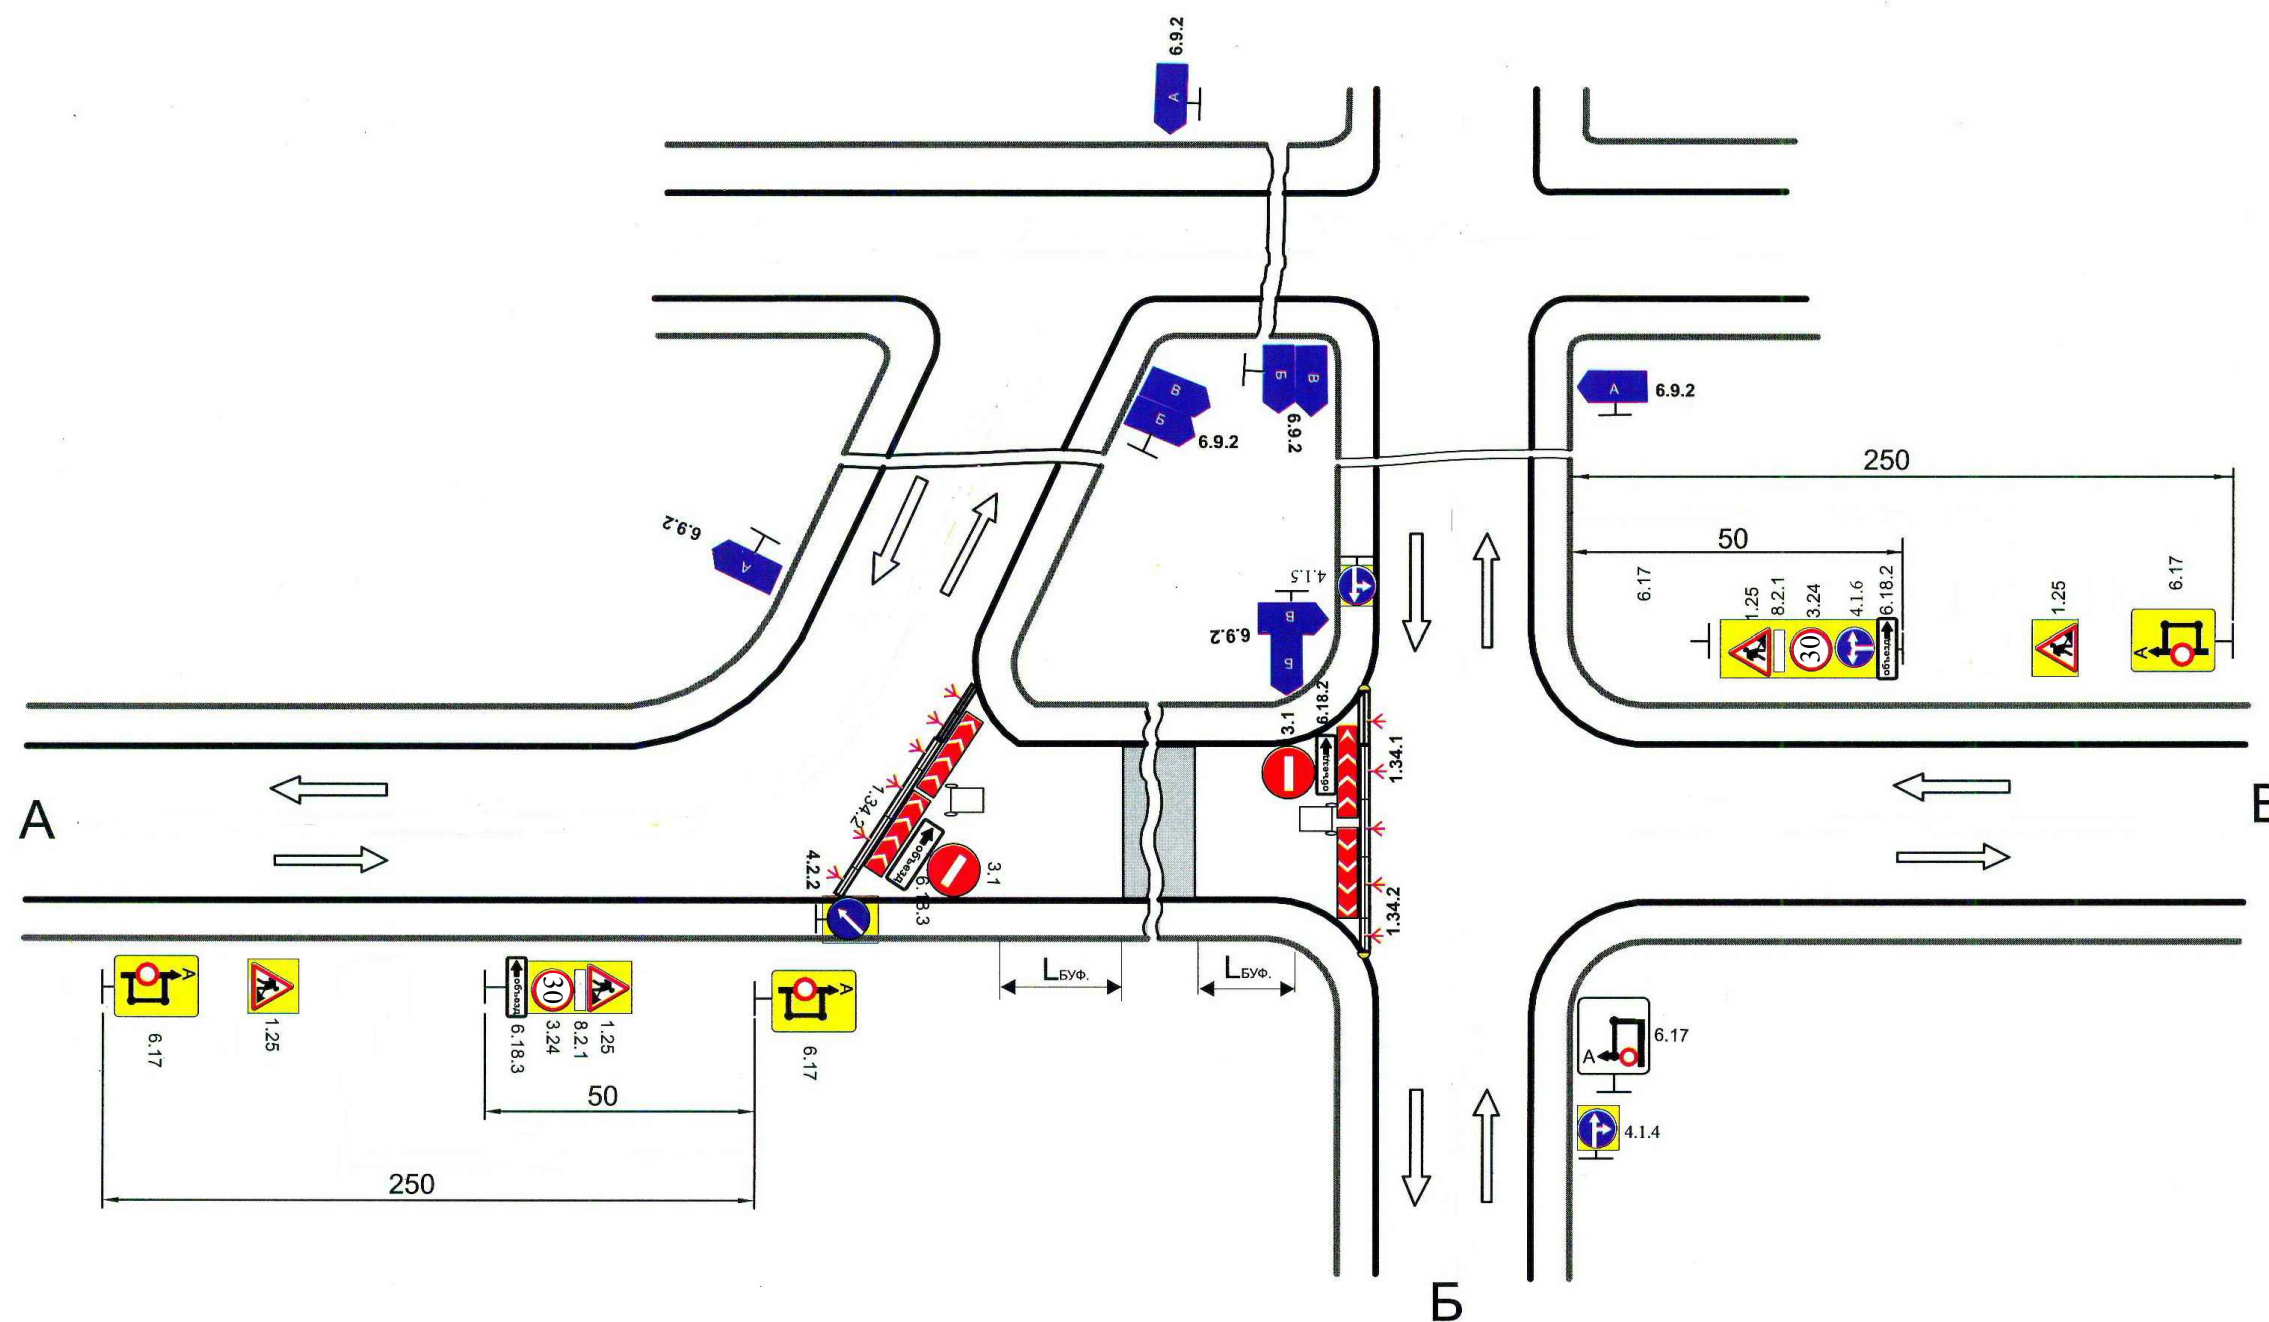 6.9.2
А
А
6.9.2
В
Б
6.9.2
Б
В
6.9.2
250
50
6.9.2
А
4.1.5
6.9.2
В
Б
6.17
1.25
8.2.1
3.24
4.1.6
6.18.2
30
объезд
1.25
6.17
А
3.1
6.18.2
объезд
1.34.1
1.34.2
А
В
1.34.2
4.2.2
объезд
6.18.3
3.1
LБУФ.
LБУФ.
А
6.17
1.25
объезд
30
6.18.3
3.24
8.2.1
1.25
А
6.17
50
250
А
6.17
4.1.4
Б